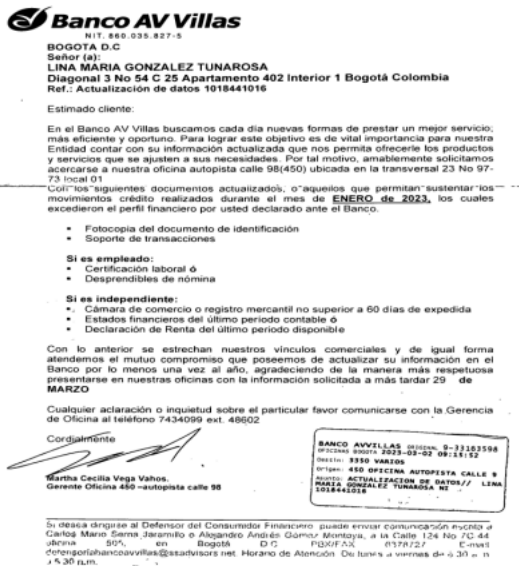 Banco AV Villas
NIT. 860.035.827-5
BOGOTA D.C
Señor (a):
LINA MARIA GONZALEZ TUNAROSA
Diagonal 3 No 54 C 25 Apartamento 402 Interior 1 Bogotá Colombia
Ref.: Actualización de datos 1018441016
Estimado cliente:
En el Banco AV Villas buscamos cada día nuevas formas de prestar un mejor servicio;
más eficiente y oportuno. Para lograr este objetivo es de vital importancia para nuestra
Entidad contar con su información actualizada que nos permita ofrecerle los productos
y servicios que se ajusten a sus necesidades. Por tal motivo, amablemente solicitamos
acercarse a nuestra oficina autopista calle 98(450) ubicada en la transversal 23 No 97-
73 local 01
Con los siguientes documentos actualizados, o aquellos que permitan sustentar los
movimientos crédito realizados durante el mes de ENERO de 2023, los cuales
excedieron el perfil financiero por usted declarado ante el Banco.
▪ Fotocopia del documento de identificación
▪ Soporte de transacciones
Si es empleado:
▪ Certificación laboral ó
▪ Desprendibles de nómina
Si es independiente:
▪ Cámara de comercio o registro mercantil no superior a 60 días de expedida
▪ Estados financieros del último periodo contable ó
▪ Declaración de Renta del último periodo disponible
Con lo anterior se estrechan nuestros vínculos comerciales y de igual forma
atendemos el mutuo compromiso que poseemos de actualizar su información en el
Banco por lo menos una vez al año, agradeciendo de la manera más respetuosa
presentarse en nuestras oficinas con la información solicitada a más tardar 29 de
MARZO
Cualquier aclaración o inquietud sobre el particular favor comunicarse con la Gerencia
de Oficina al teléfono 7434099 ext. 48602
Cordialmente
Martha Cecilia Vega Vahos.
Gerente Oficina 450 –autopista calle 98
BANCO AVVILLAS ORIGINAL 9-33163598
OFICINAS BOGOTA 2023-03-02 09:15:52
Destin: 3350 VARIOS
Origen: 450 OFICINA AUTOPISTA CALLE 9
Asunto: ACTUALIZACION DE DATOS// LINA
MARIA GONZALEZ TUNAROSA NI
1018441016
Si desea dirigirse al Defensor del Consumidor Financiero puede enviar comunicación escrita a
Carlos Mario Serna Jaramillo o Alejandro Andrés Gómez Montoya, a la Calle 124 No 7C 44
oficina 505, en Bogotá D.C PBX/FAX E-mail
Horario de Atención De lunes a viernes de
a 5:30 p.m.